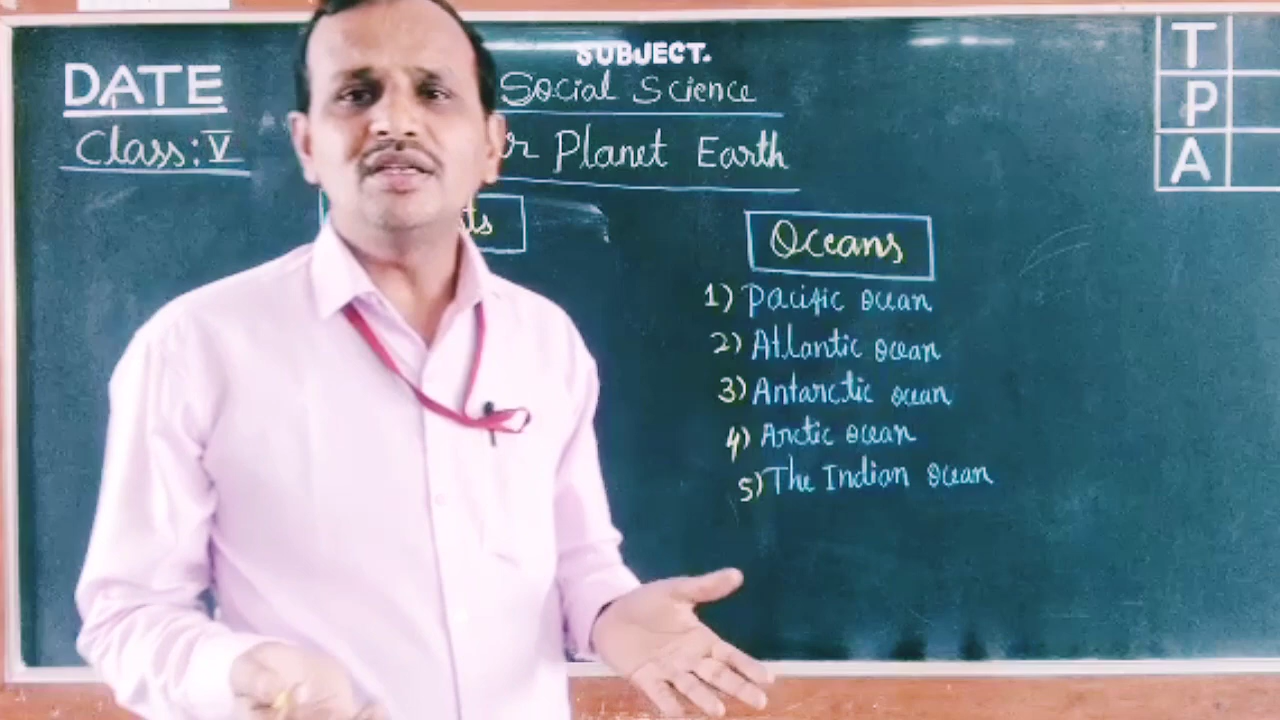 DATE
Class: V
SUBJECT.
Social Science
Planet Earth
Oceans
1) Pacific ocean
2) Atlantic ocean
3) Antarctic ocean
4) Arctic ocean
5) The Indian ocean
T
P
A